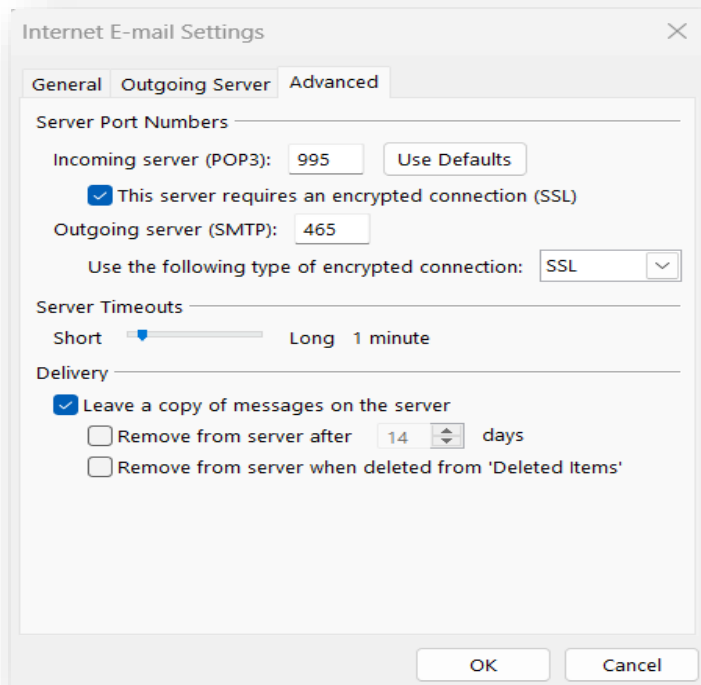 Internet E-mail Settings
General Outgoing Server Advanced
Server Port Numbers
Incoming server (POP3): 995 Use Defaults
This server requires an encrypted connection (SSL)
Outgoing server (SMTP): 465
Use the following type of encrypted connection: SSL
Server Timeouts
Short Long 1 minute
Delivery
Leave a copy of messages on the server
Remove from server after 14 days
Remove from server when deleted from 'Deleted Items'
OK Cancel